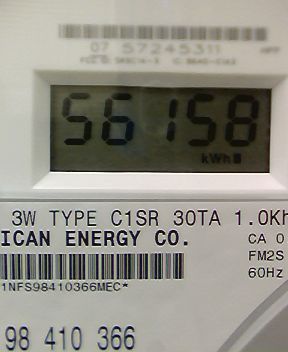 07 57245311
56158
kWh
3W TYPE C1SR 30TA 1.0Kh
ICAN ENERGY CO.
CA 0
FM2S
60Hz
1NFS98410366MEC*
98 410 366